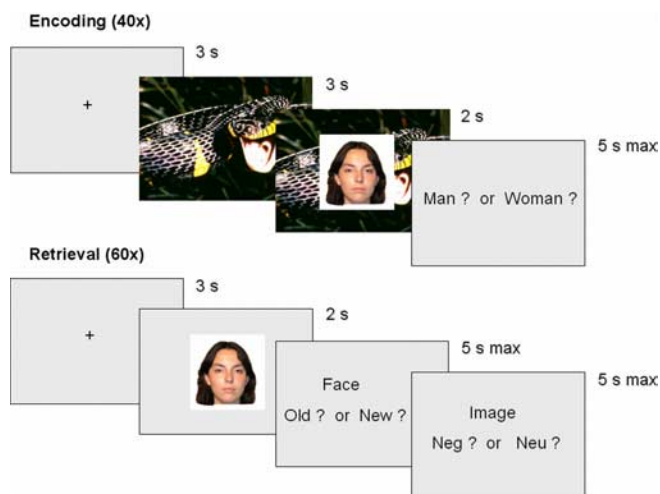 Encoding (40x)
3 s
+
3 s
2 s
5 s max
Man ? or Woman ?
Retrieval (60x)
3 s
+
2 s
5 s max
Face
Old ? or New ?
5 s max
Image
Neg ? or Neu ?